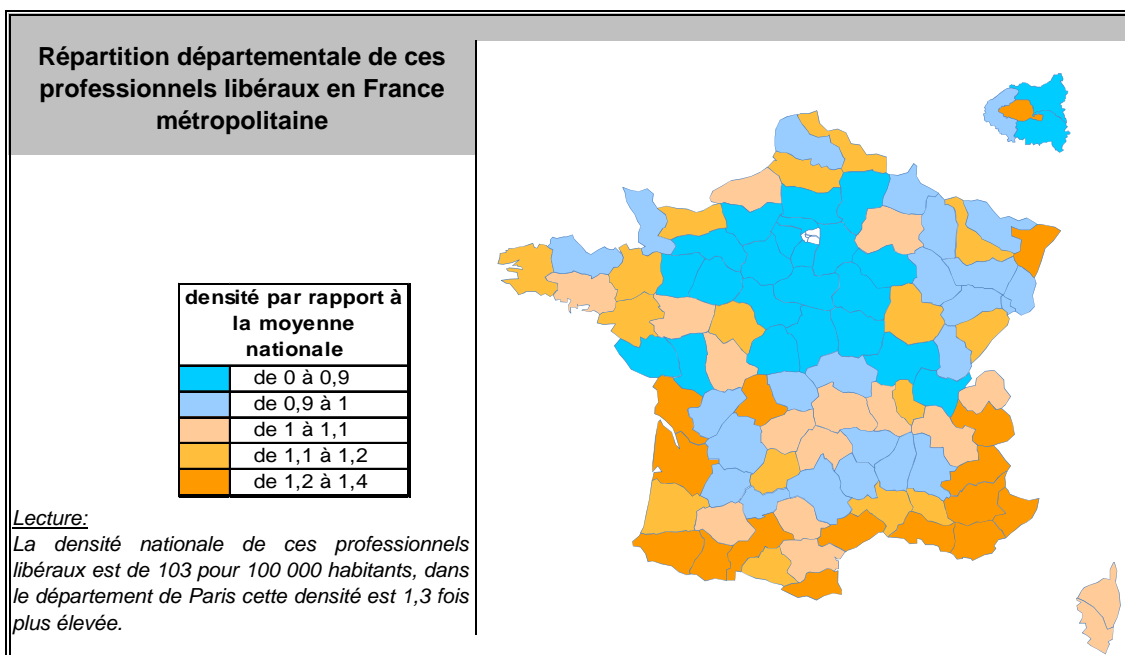 Répartition départementale de ces
professionnels libéraux en France
métropolitaine
densité par rapport à
la moyenne
nationale
de 0 à 0,9
de 0,9 à 1
de 1 à 1,1
de 1,1 à 1,2
de 1,2 à 1,4
Lecture:
La densité nationale de ces professionnels
libéraux est de 103 pour 100 000 habitants, dans
le département de Paris cette densité est 1,3 fois
plus élevée.